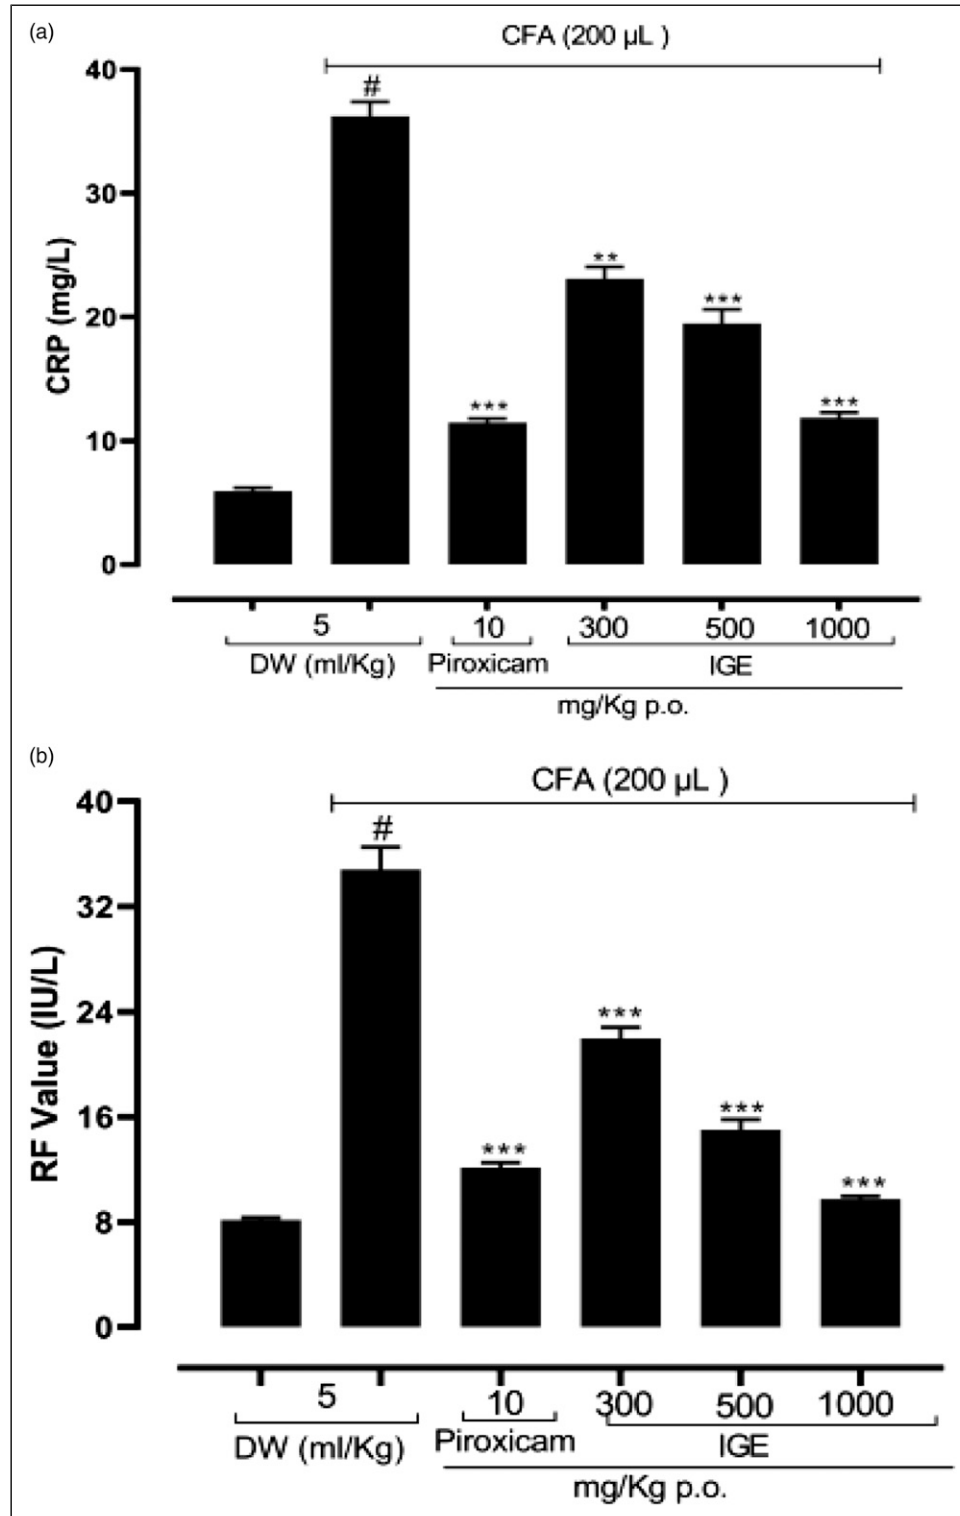 (a)
CFA (200 µL )
40
#
30
**
CRP (mg/L)
***
20
***
***
10
0
5
10
300
500
1000
DW (ml/Kg)
Piroxicam
IGE
mg/Kg p.o.
(b)
CFA (200 µL )
40
#
32
RF Value (IU/L)
24
***
16
***
***
***
8
0
5
10
300
500
1000
DW (ml/Kg)
Piroxicam
IGE
mg/Kg p.o.